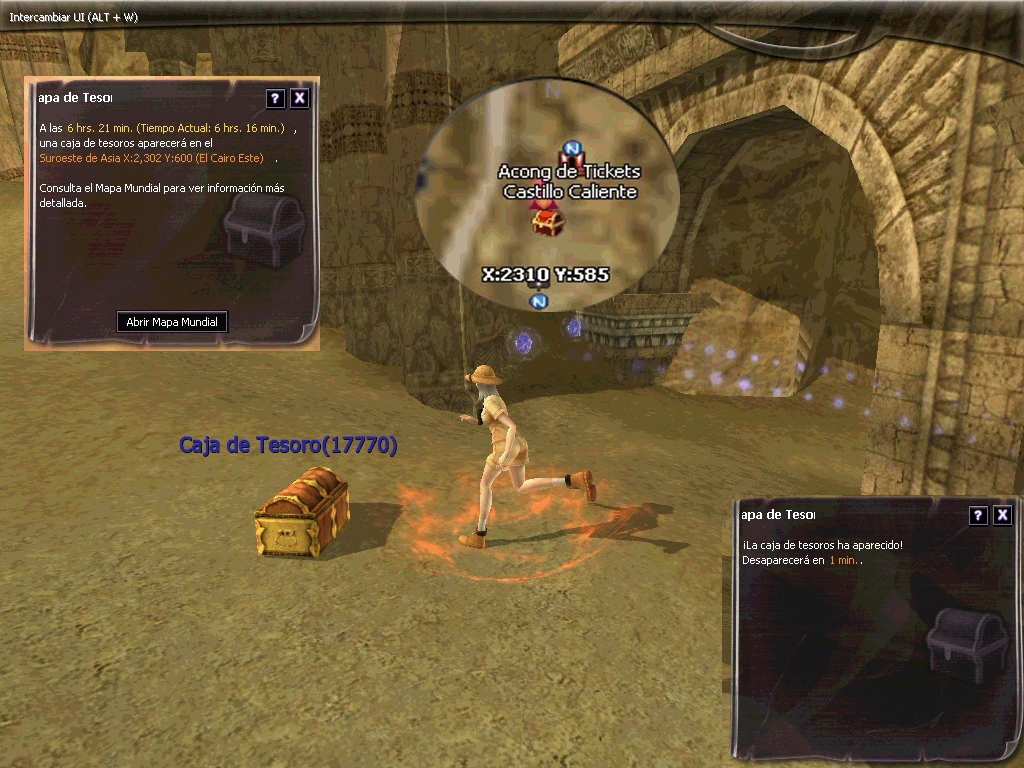 Intercambiar UI (ALT + W)
apa de Teso
? X
A las 6 hrs. 21 min. (Tiempo Actual: 6 hrs. 16 min.) ,
una caja de tesoros aparecerá en el
Suroeste de Asia X:2,302 Y:600 (El Cairo Este) .
Consulta el Mapa Mundial para ver información más
detallada.
Abrir Mapa Mundial
N
N
Acong de Tickets
Castillo Caliente
X:2310 Y:585
N
Caja de Tesoro(17770)
apa de Teso
? X
¡La caja de tesoros ha aparecido!
Desaparecerá en 1 min. .